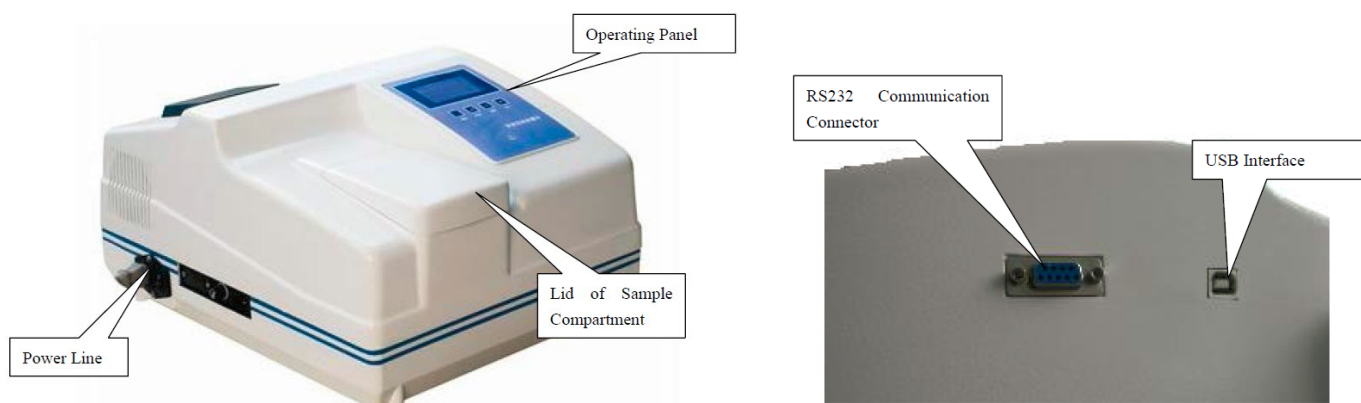 Operating Panel
RS232 Communication
Connector
USB Interface
Lid of Sample
Compartment
Power Line